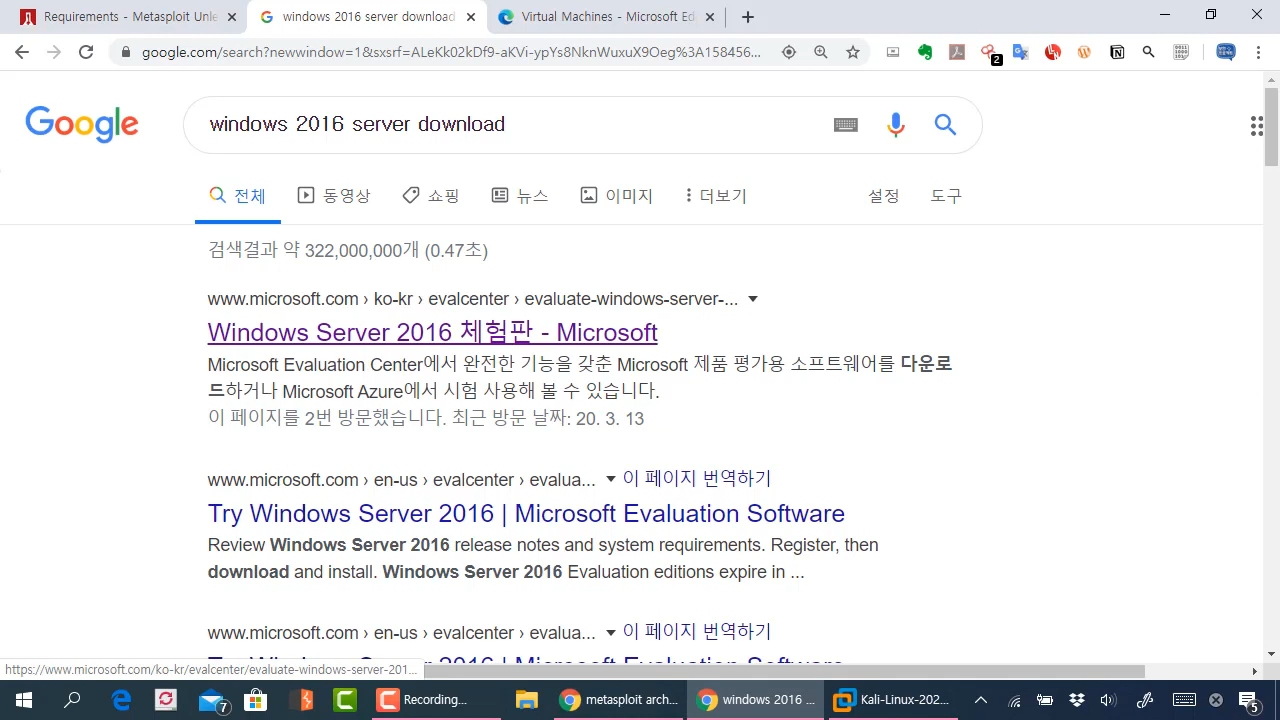 Requirements - Metasploit Unle
windows 2016 server download
Virtual Machines - Microsoft Ed
google.com/search?newwindow=1&sxsrf=ALeKk02kDf9-aKVi-ypYs8NknWuxuX9Oeg%3A158456...
2
Google
windows 2016 server download
전체
동영상
쇼핑
뉴스
이미지
더보기
설정
도구
검색결과 약 322,000,000개 (0.47초)
www.microsoft.com › ko-kr › evalcenter › evaluate-windows-server-...
Windows Server 2016 체험판 - Microsoft
Microsoft Evaluation Center에서 완전한 기능을 갖춘 Microsoft 제품 평가용 소프트웨어를 다운로
드하거나 Microsoft Azure에서 시험 사용해 볼 수 있습니다.
이 페이지를 2번 방문했습니다. 최근 방문 날짜: 20. 3. 13
www.microsoft.com › en-us › evalcenter › evalua... 이 페이지 번역하기
Try Windows Server 2016 | Microsoft Evaluation Software
Review Windows Server 2016 release notes and system requirements. Register, then
download and install. Windows Server 2016 Evaluation editions expire in ...
www.microsoft.com › en-us › evalcenter › evalua... 이 페이지 번역하기
Try Windows Server 2016 | Microsoft Evaluation Software
https://www.microsoft.com/ko-kr/evalcenter/evaluate-windows-server-201...
7
Recording...
metasploit arch...
windows 2016 ...
Kali-Linux-202...
5